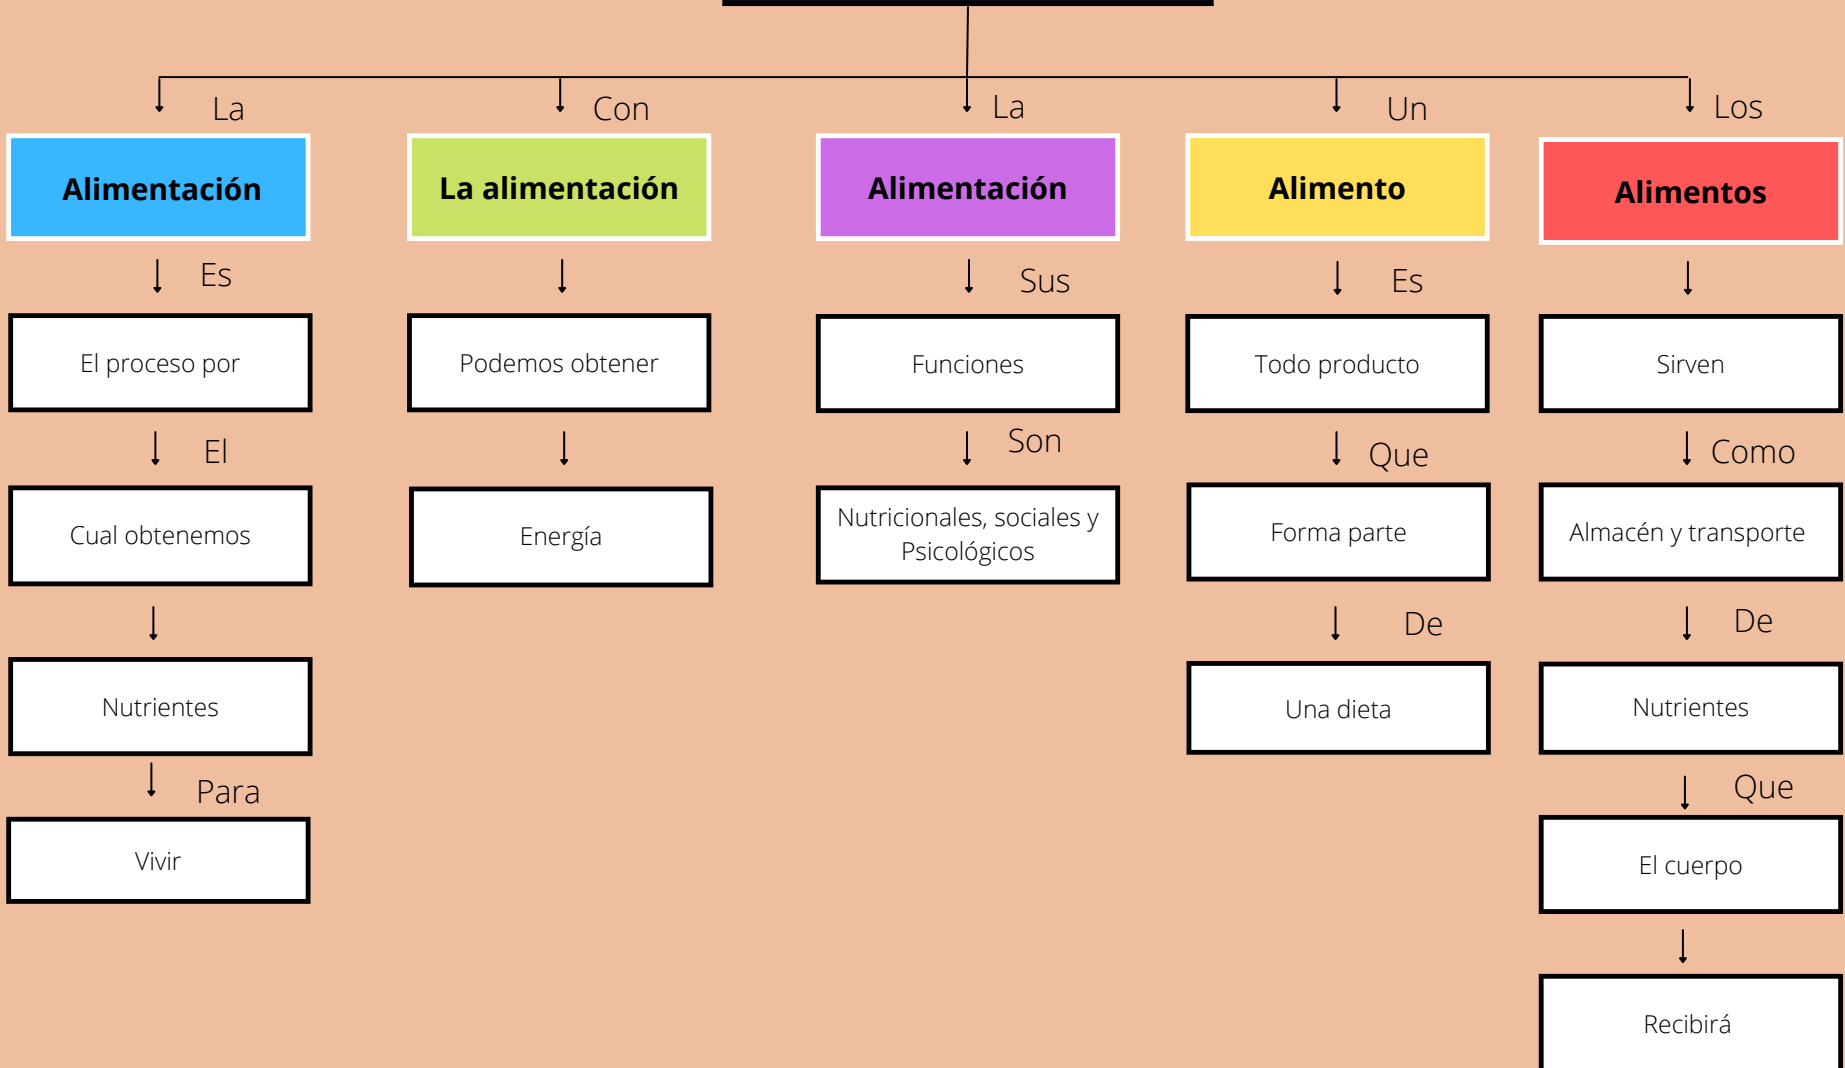 La
Alimentación
Es
El proceso por
El
Cual obtenemos
Nutrientes
Para
Vivir
Con
La alimentación
Podemos obtener
Energía
La
Alimentación
Sus
Funciones
Son
Nutricionales, sociales y
Psicológicos
Un
Alimento
Es
Todo producto
Que
Forma parte
De
Una dieta
Los
Alimentos
Sirven
Como
Almacén y transporte
De
Nutrientes
Que
El cuerpo
Recibirá